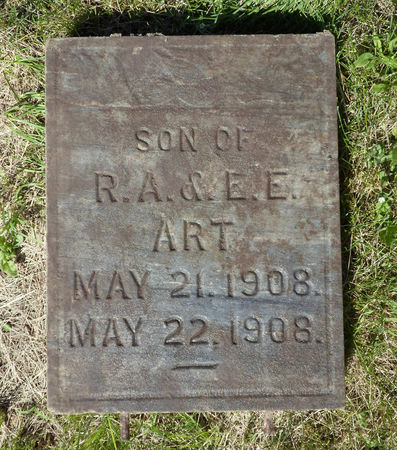 SON OF
R.A.&E.E.
ART
MAY 21.1908.
MAY 22.1908.